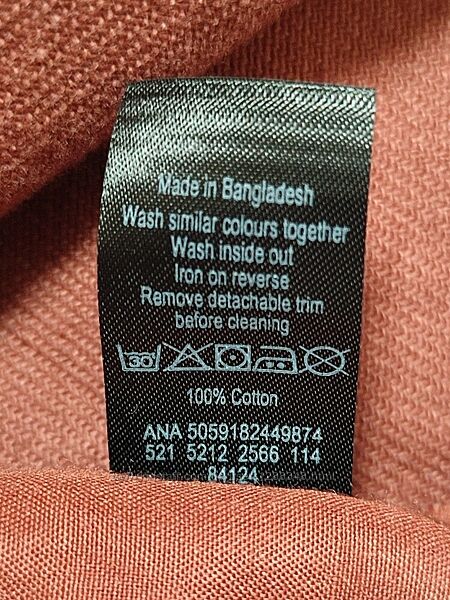 Made in Bangladesh
Wash similar colours together
Wash inside out
Iron on reverse
Remove detachable trim
before cleaning
30
100% Cotton
ANA 5059182449874
521 5212 2566 114
84124